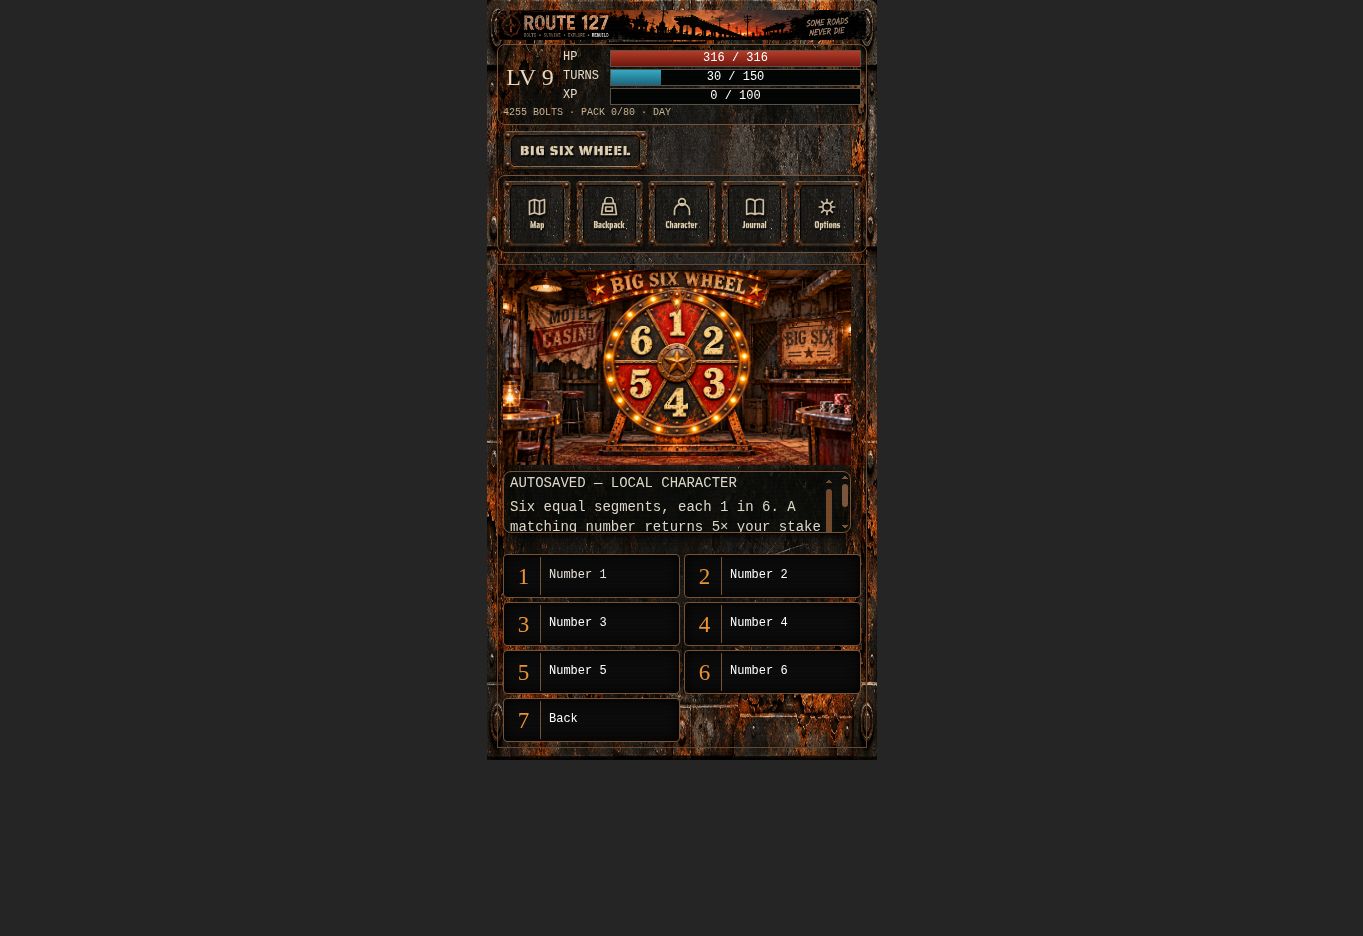 ROUTE 127
BOLTS • SURVIVE • EXPLORE • REBUILD
SOME ROADS
NEVER DIE
LV 9
HP
316 / 316
TURNS
30 / 150
XP
0 / 100
4255 BOLTS · PACK 0/80 · DAY
BIG SIX WHEEL
Map
Backpack
Character
Journal
Options
BIG SIX WHEEL
MOTEL
CASINO
BIG SIX
1
2
3
4
5
6
AUTOSAVED — LOCAL CHARACTER
Six equal segments, each 1 in 6. A
matching number returns 5× your stake
1 Number 1
2 Number 2
3 Number 3
4 Number 4
5 Number 5
6 Number 6
7 Back